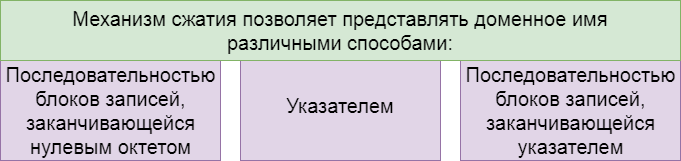 Механизм сжатия позволяет представлять доменное имя
различными способами:
Последовательностью
блоков записей,
заканчивающейся
нулевым октетом
Указателем
Последовательностью
блоков записей,
заканчивающейся
указателем